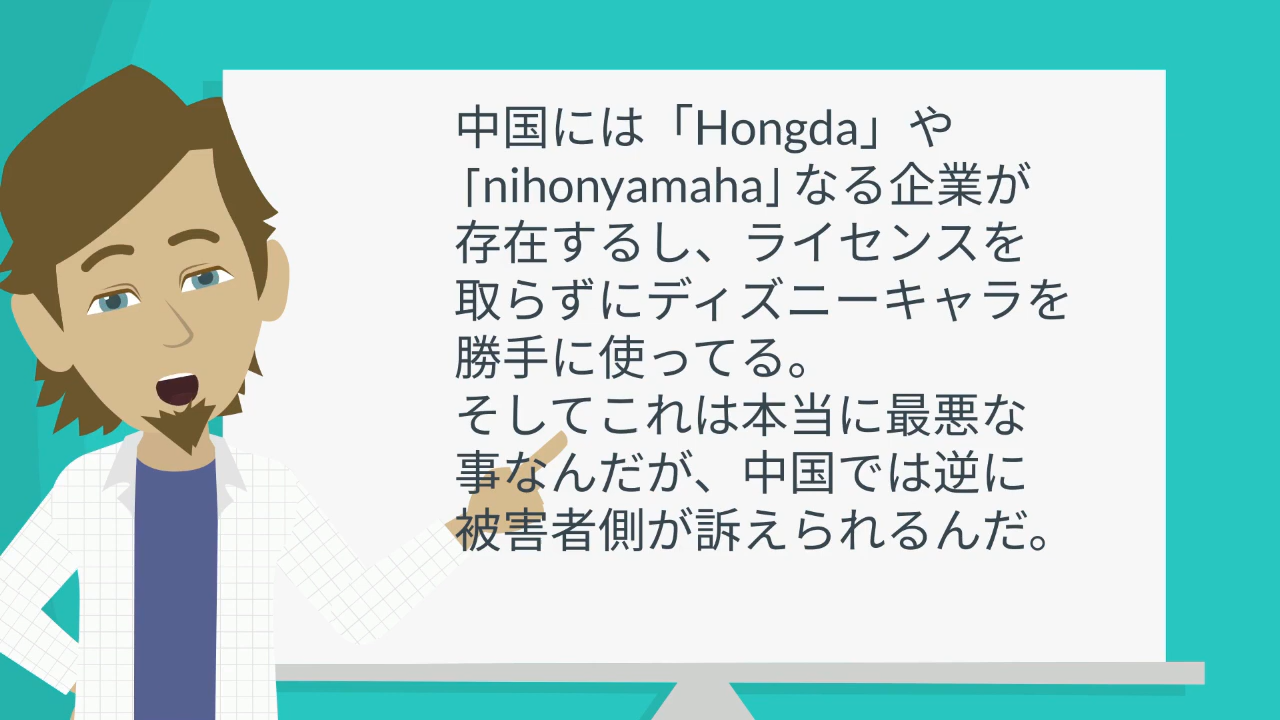 中国には「Hongda」や
「nihonyamaha」なる企業が
存在するし、ライセンスを
取らずにディズニーキャラを
勝手に使ってる。
そしてこれは本当に最悪な
事なんだが、中国では逆に
被害者側が訴えられるんだ。